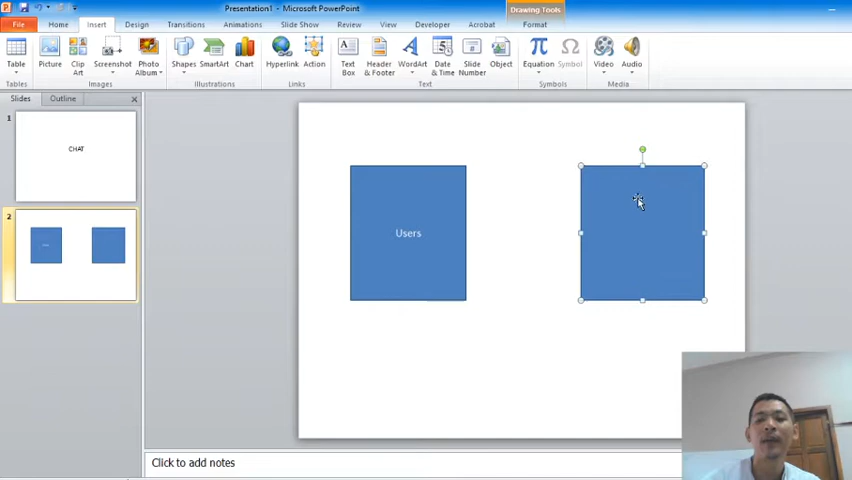 Presentation1 - Microsoft PowerPoint
Drawing Tools
File Home Insert Design Transitions Animations Slide Show Review View Developer Acrobat Format
Table Picture Clip Art Screenshot Photo Album Shapes SmartArt Chart Hyperlink Action Text Box Header & Footer WordArt Date & Time Slide Number Object Equation Symbol Video Audio
Tables Images Illustrations Links Text Symbols Media
Slides Outline
1
CHAT
2
Users
Click to add notes